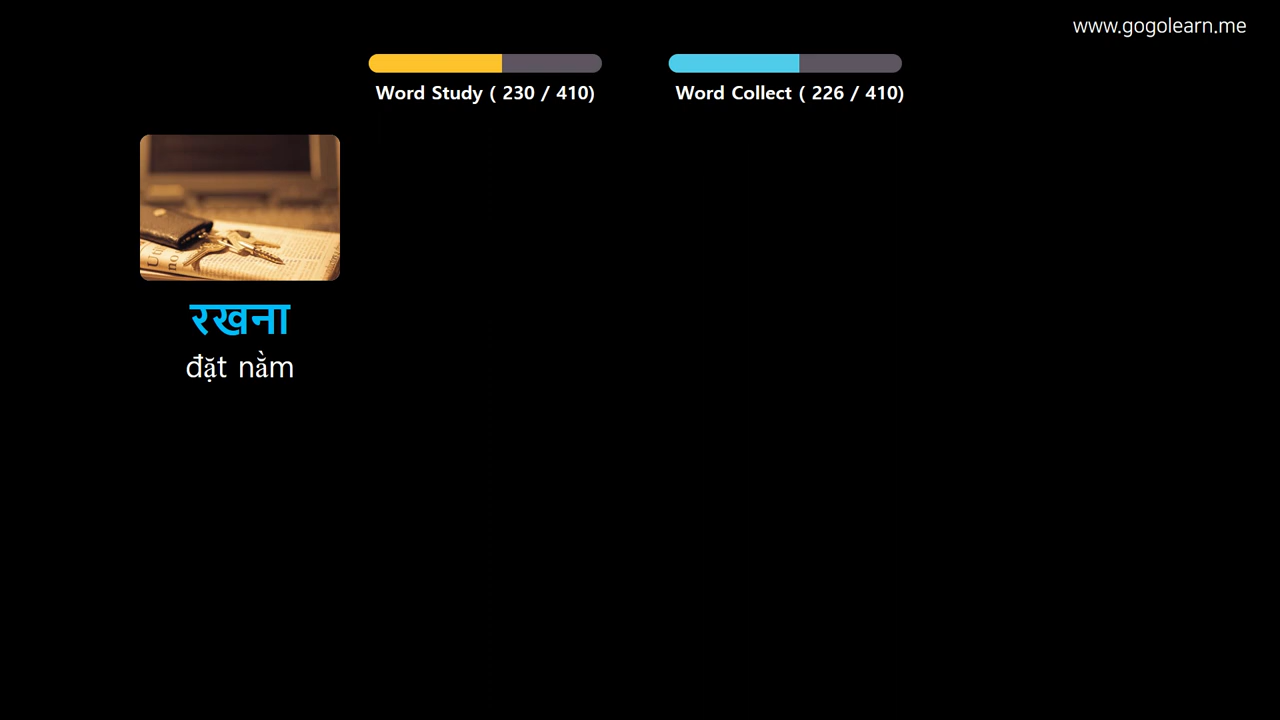 www.gogolearn.me
Word Study ( 230 / 410)
Word Collect ( 226 / 410)
रखना
đặt nằm